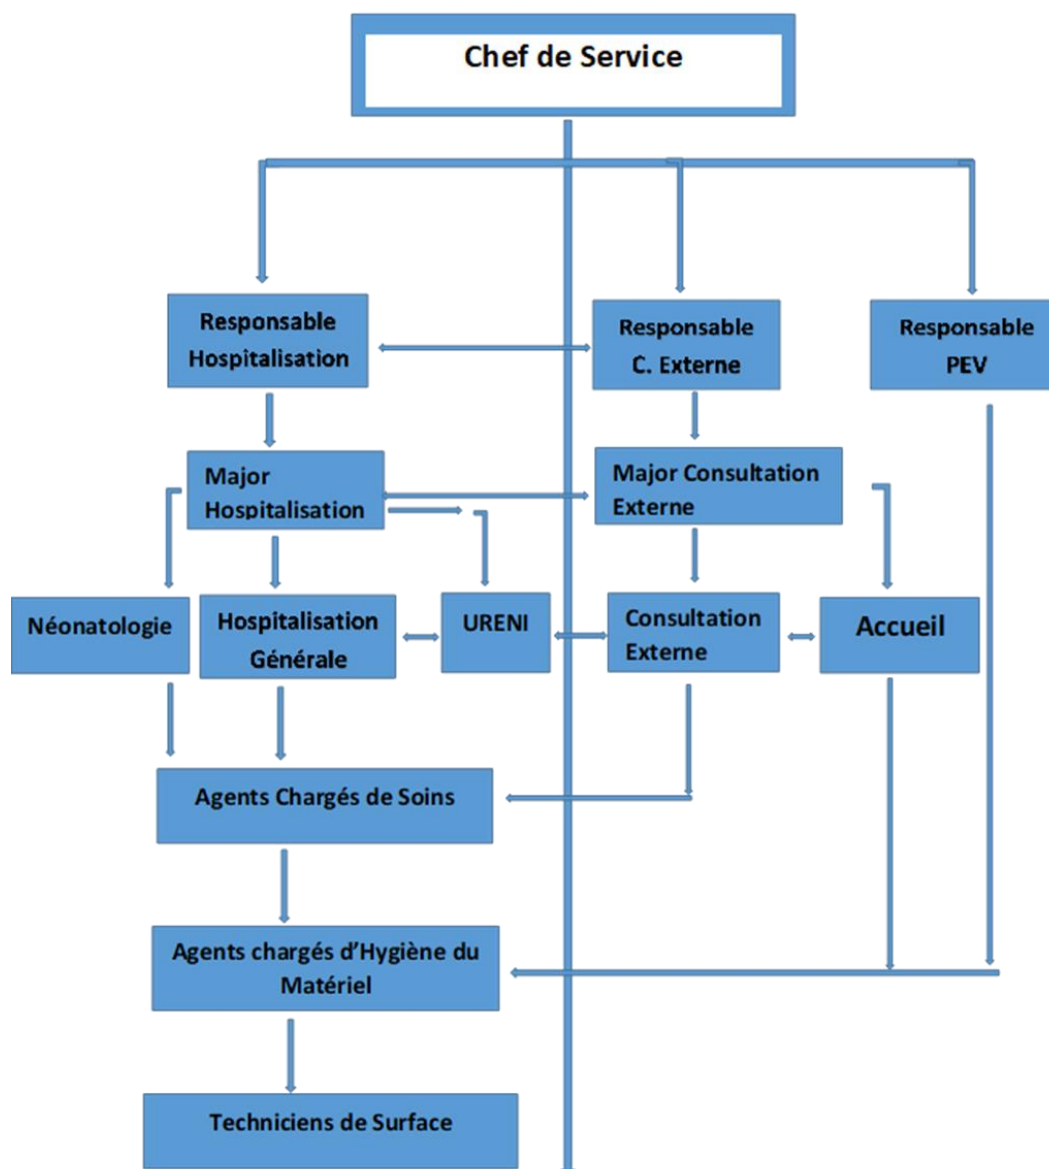 Chef de Service
Responsable
Hospitalisation
Responsable
C. Externe
Responsable
PEV
Major
Hospitalisation
Major Consultation
Externe
Néonatologie
Hospitalisation
Générale
URENI
Consultation
Externe
Accueil
Agents Chargés de Soins
Agents chargés d’Hygiène du
Matériel
Techniciens de Surface